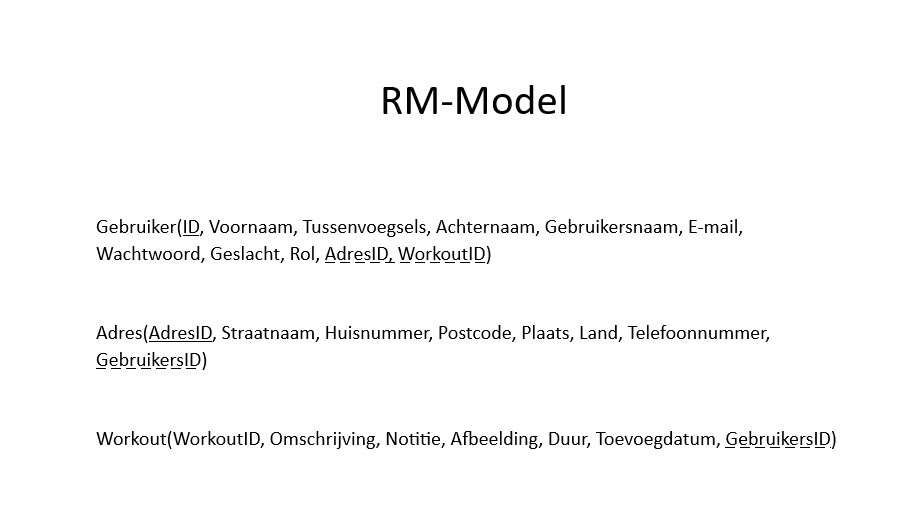 RM-Model
Gebruiker(ID, Voornaam, Tussenvoegsels, Achternaam, Gebruikersnaam, E-mail,
Wachtwoord, Geslacht, Rol, AdresID, WorkoutID)
Adres(AdresID, Straatnaam, Huisnummer, Postcode, Plaats, Land, Telefoonnummer,
GebruikersID)
Workout(WorkoutID, Omschrijving, Notitie, Afbeelding, Duur, Toevoegdatum, GebruikersID)